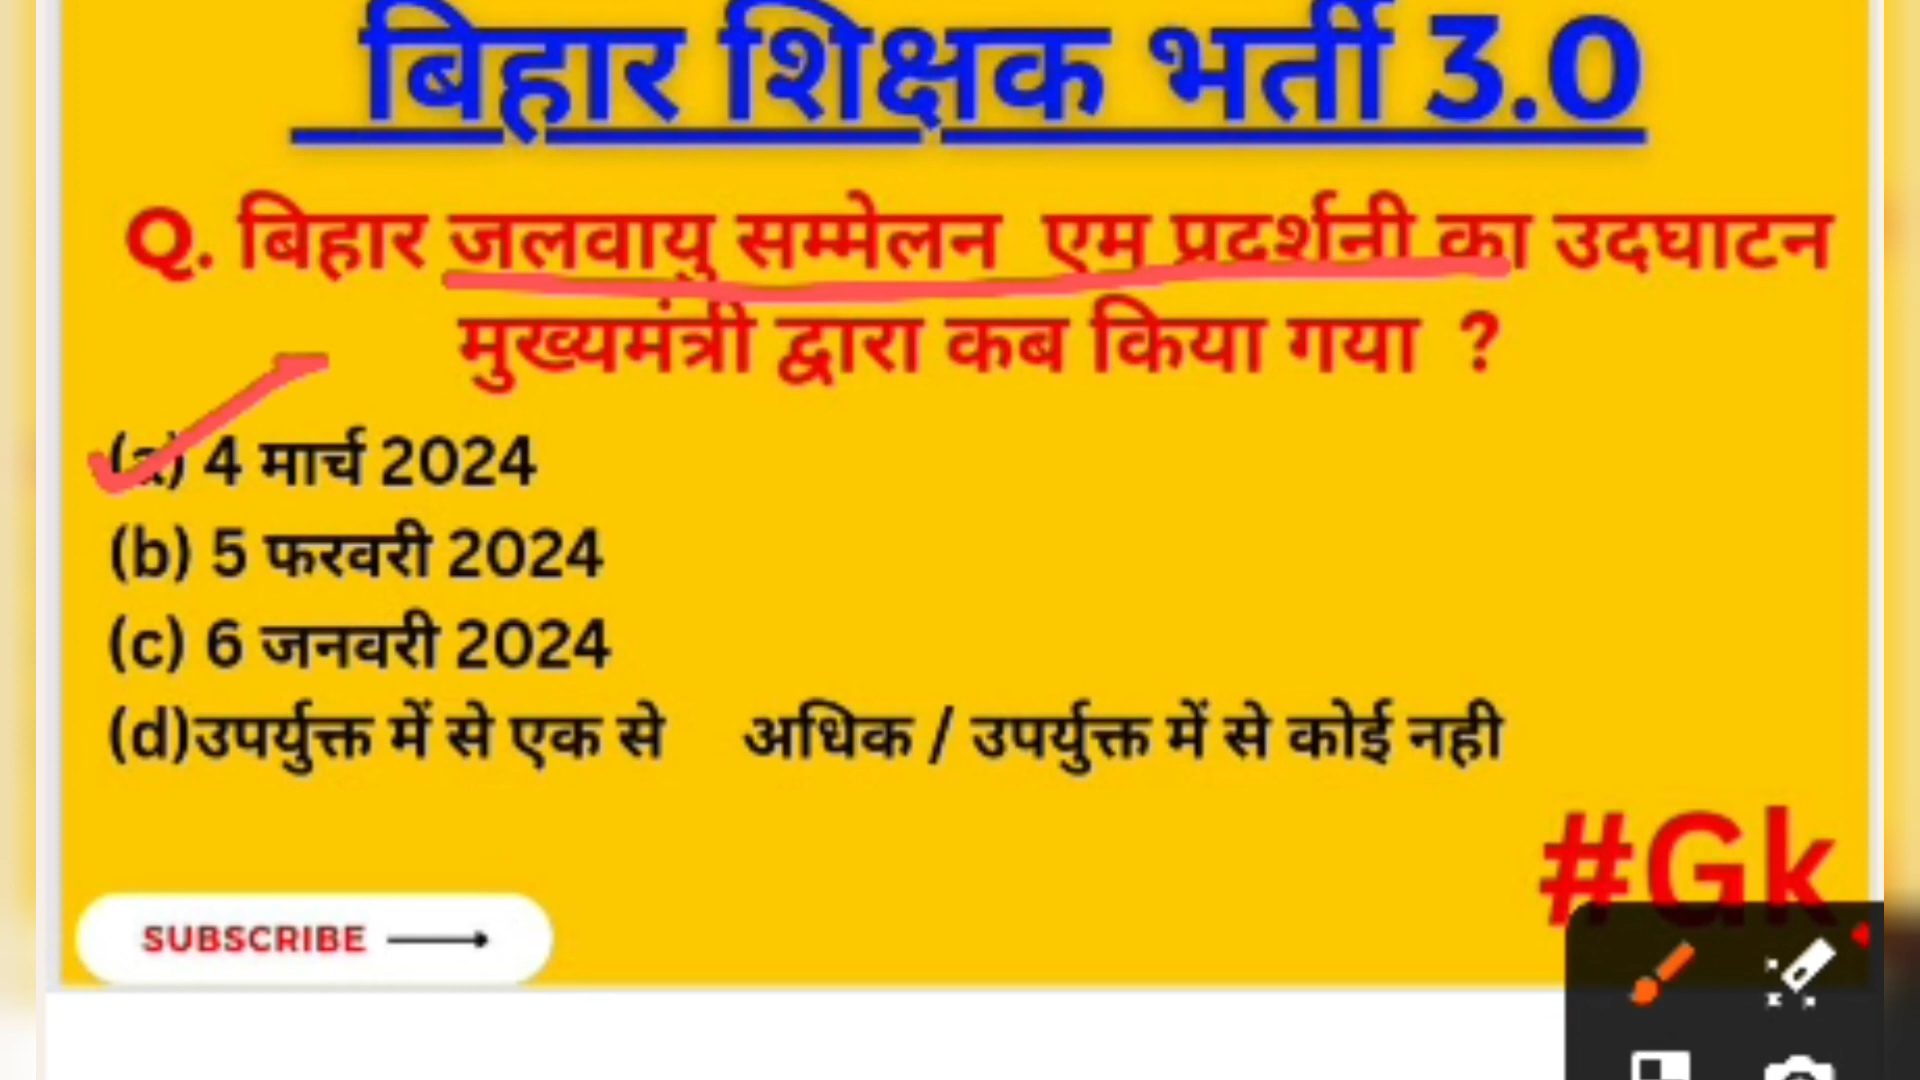 बिहार शिक्षक भर्ती 3.0
Q. बिहार जलवायु सम्मेलन एम प्रदर्शनी का उदघाटन
मुख्यमंत्री द्वारा कब किया गया ?
(a) 4 मार्च 2024
(b) 5 फरवरी 2024
(c) 6 जनवरी 2024
(d)उपर्युक्त में से एक से अधिक / उपर्युक्त में से कोई नही
#Gk
SUBSCRIBE